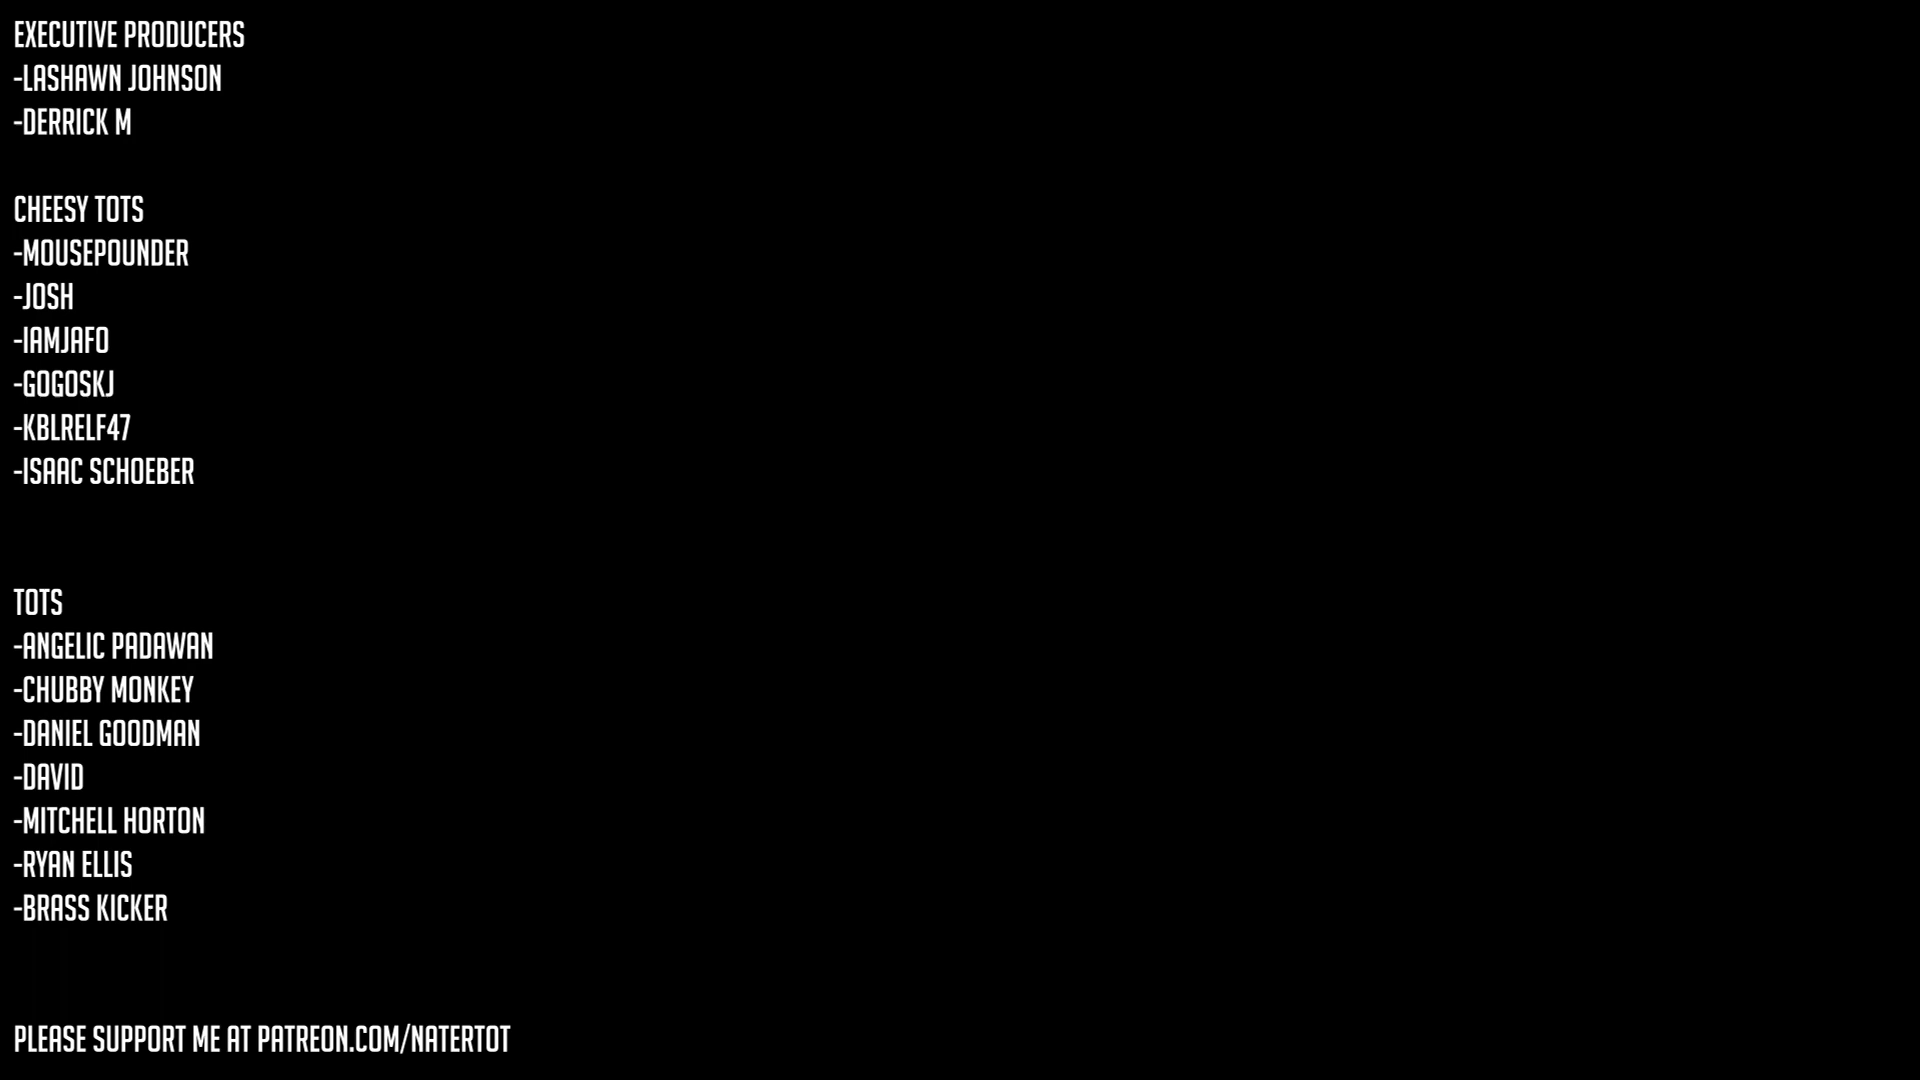 EXECUTIVE PRODUCERS
-LASHAWN JOHNSON
-DERRICK M
CHEESY TOTS
-MOUSEPOUNDER
-JOSH
-IAMJAFO
-GOGOSKJ
-KBLRELF47
-ISAAC SCHOEBER
TOTS
-ANGELIC PADAWAN
-CHUBBY MONKEY
-DANIEL GOODMAN
-DAVID
-MITCHELL HORTON
-RYAN ELLIS
-BRASS KICKER
PLEASE SUPPORT ME AT PATREON.COM/NATERTOT